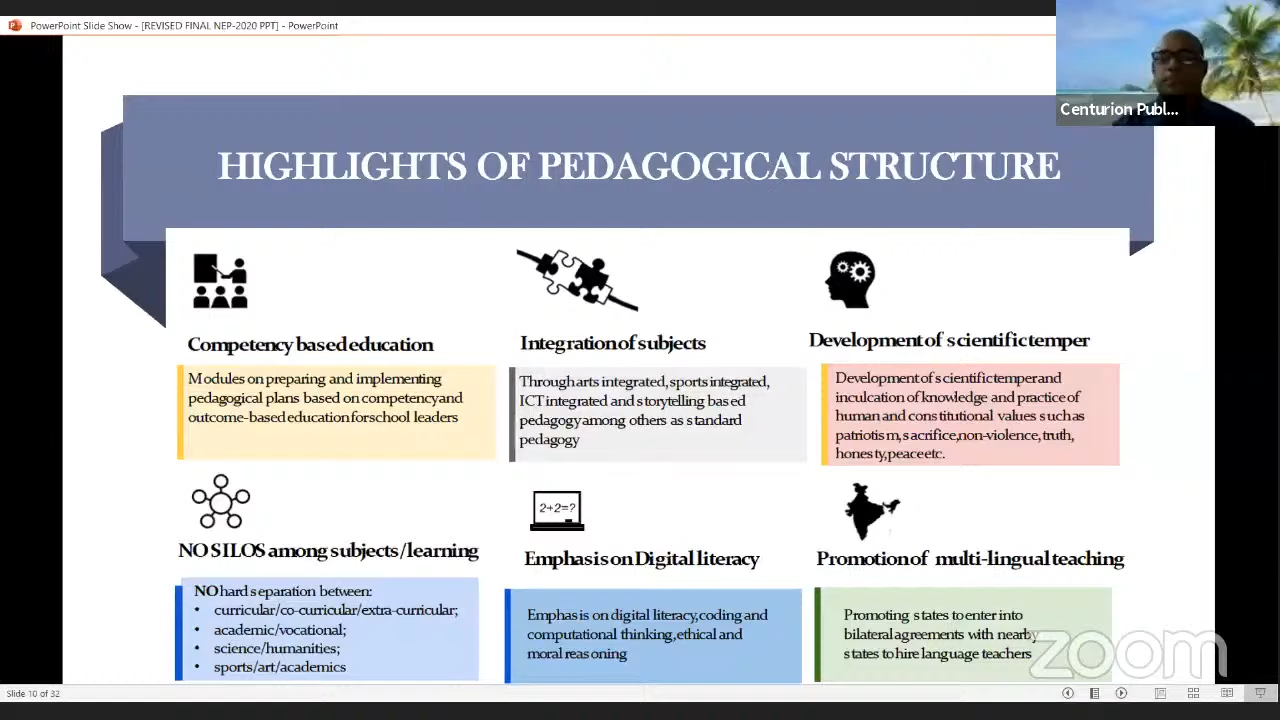 PowerPoint Slide Show - [REVISED FINAL NEP-2020 PPT] - PowerPoint
Centurion Publ...
HIGHLIGHTS OF PEDAGOGICAL STRUCTURE
Competency based education
Modules on preparing and implementing
pedagogical plans based on competency and
outcome-based education for school leaders
Integration of subjects
Through arts integrated, sports integrated,
ICT integrated and storytelling based
pedagogy among others as standard
pedagogy
Development of scientific temper
Development of scientific temper and
inculcation of knowledge and practice of
human and constitutional values such as
patriotism, sacrifice, non-violence, truth,
honesty, peace etc.
NO SILOS among subjects/learning
NO hard separation between:
• curricular/co-curricular/extra-curricular;
• academic/vocational;
• science/humanities;
• sports/art/academics
2+2=?
Emphasis on Digital literacy
Emphasis on digital literacy, coding and
computational thinking, ethical and
moral reasoning
Promotion of multi-lingual teaching
Promoting states to enter into
bilateral agreements with nearby
states to hire language teachers
zoom
Slide 10 of 32